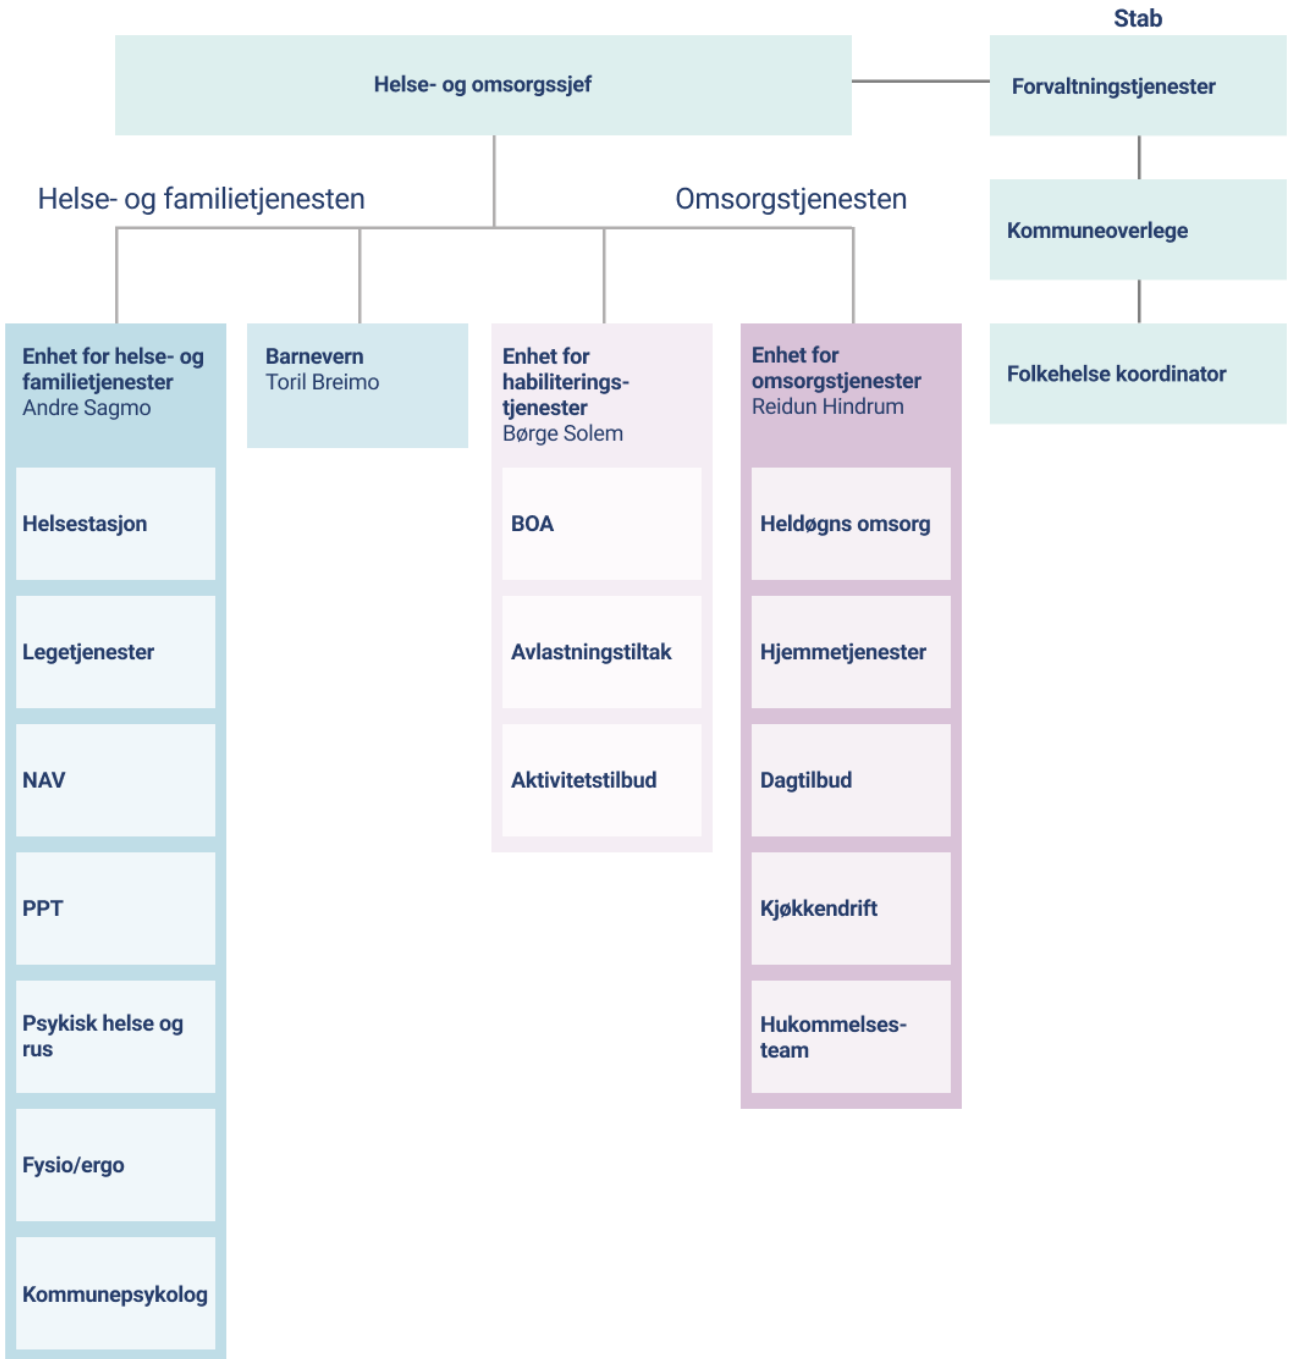 Stab
Helse- og omsorgssjef
Forvaltningstjenester
Kommuneoverlege
Folkehelse koordinator
Helse- og familietjenesten
Omsorgstjenesten
Enhet for helse- og
familietjenester
Andre Sagmo
Helsestasjon
Legetjenester
NAV
PPT
Psykisk helse og
rus
Fysio/ergo
Kommunepsykolog
Barnevern
Toril Breimo
Enhet for
habiliterings-
tjenester
Børge Solem
BOA
Avlastningstiltak
Aktivitetstilbud
Enhet for
omsorgstjenester
Reidun Hindrum
Heldøgns omsorg
Hjemmetjenester
Dagtilbud
Kjøkkendrift
Hukommelses-
team